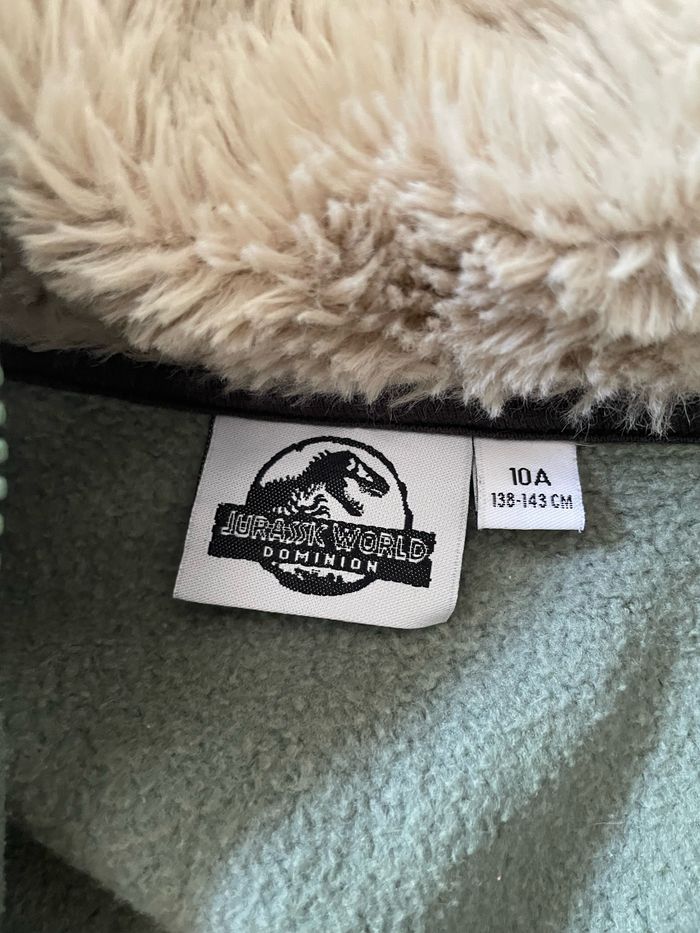 JURASSIC WORLD
DOMINION
10A
138-143 CM